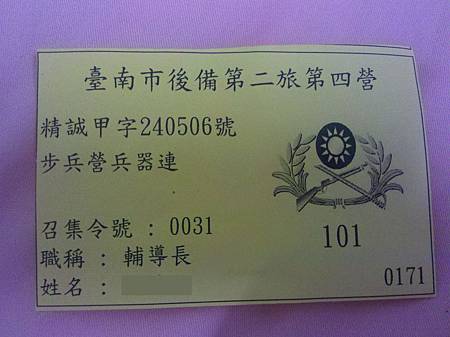 臺南市後備第二旅第四營
精誠甲字240506號
步兵營兵器連
召集令號 : 0031
職稱 : 輔導長
姓名 :
101
0171